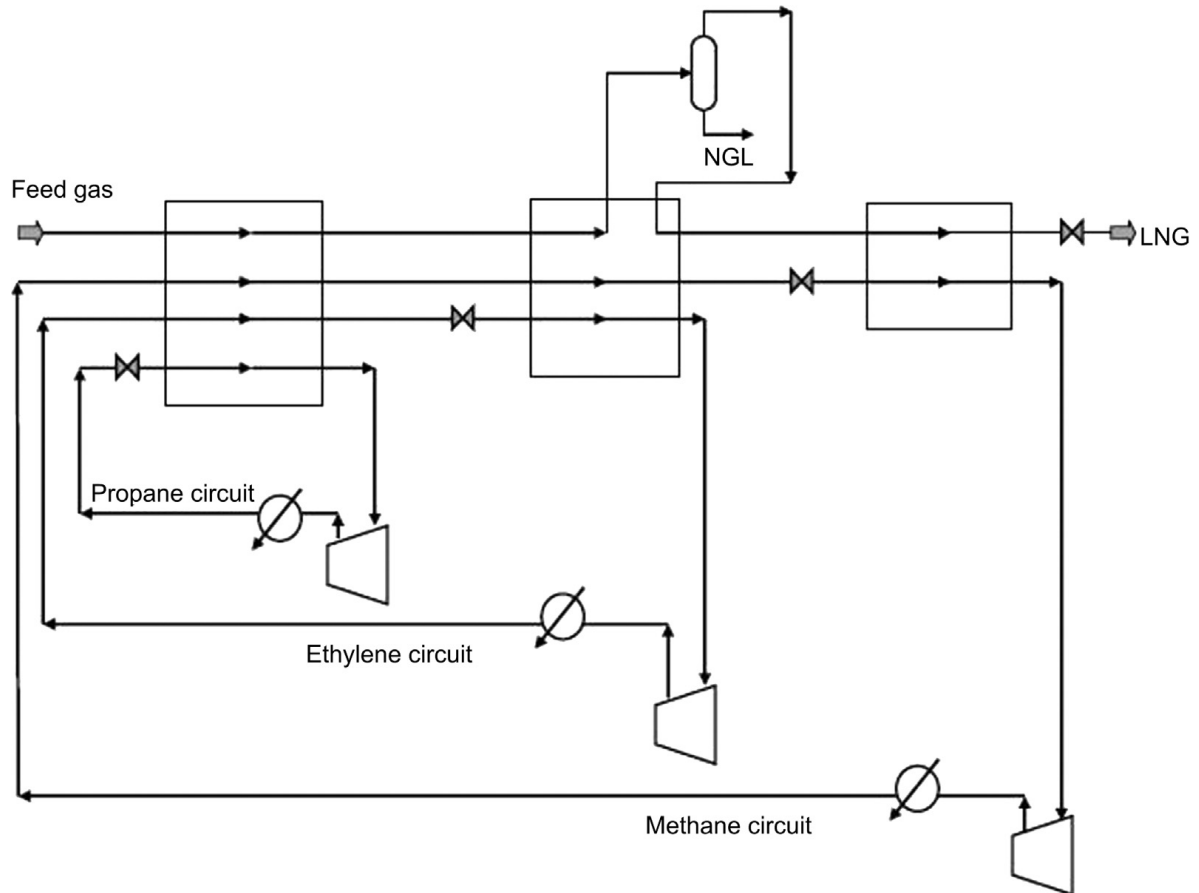 NGL
Feed gas
LNG
Propane circuit
Ethylene circuit
Methane circuit